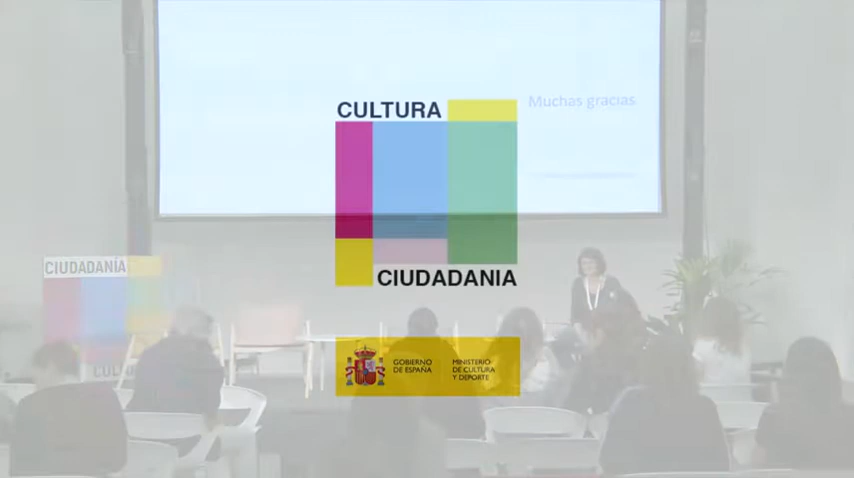 CULTURA
Muchas gracias
CIUDADANÍA
CIUDADANIA
GOBIERNO
DE ESPAÑA
MINISTERIO
DE CULTURA
Y DEPORTE